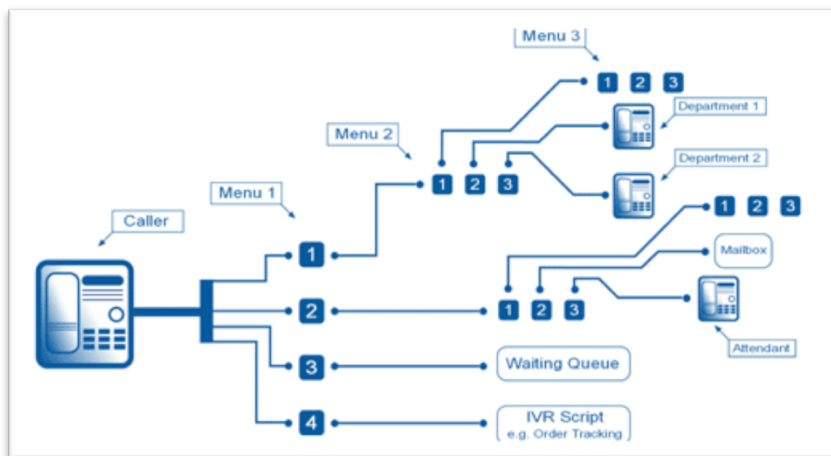 Menu 3
1 2 3
Department 1
Menu 2
Department 2
1 2 3
Menu 1
1 2 3
Caller
1
Mailbox
2
1 2 3
Attendant
3
Waiting Queue
4
IVR Script
e.g. Order Tracking